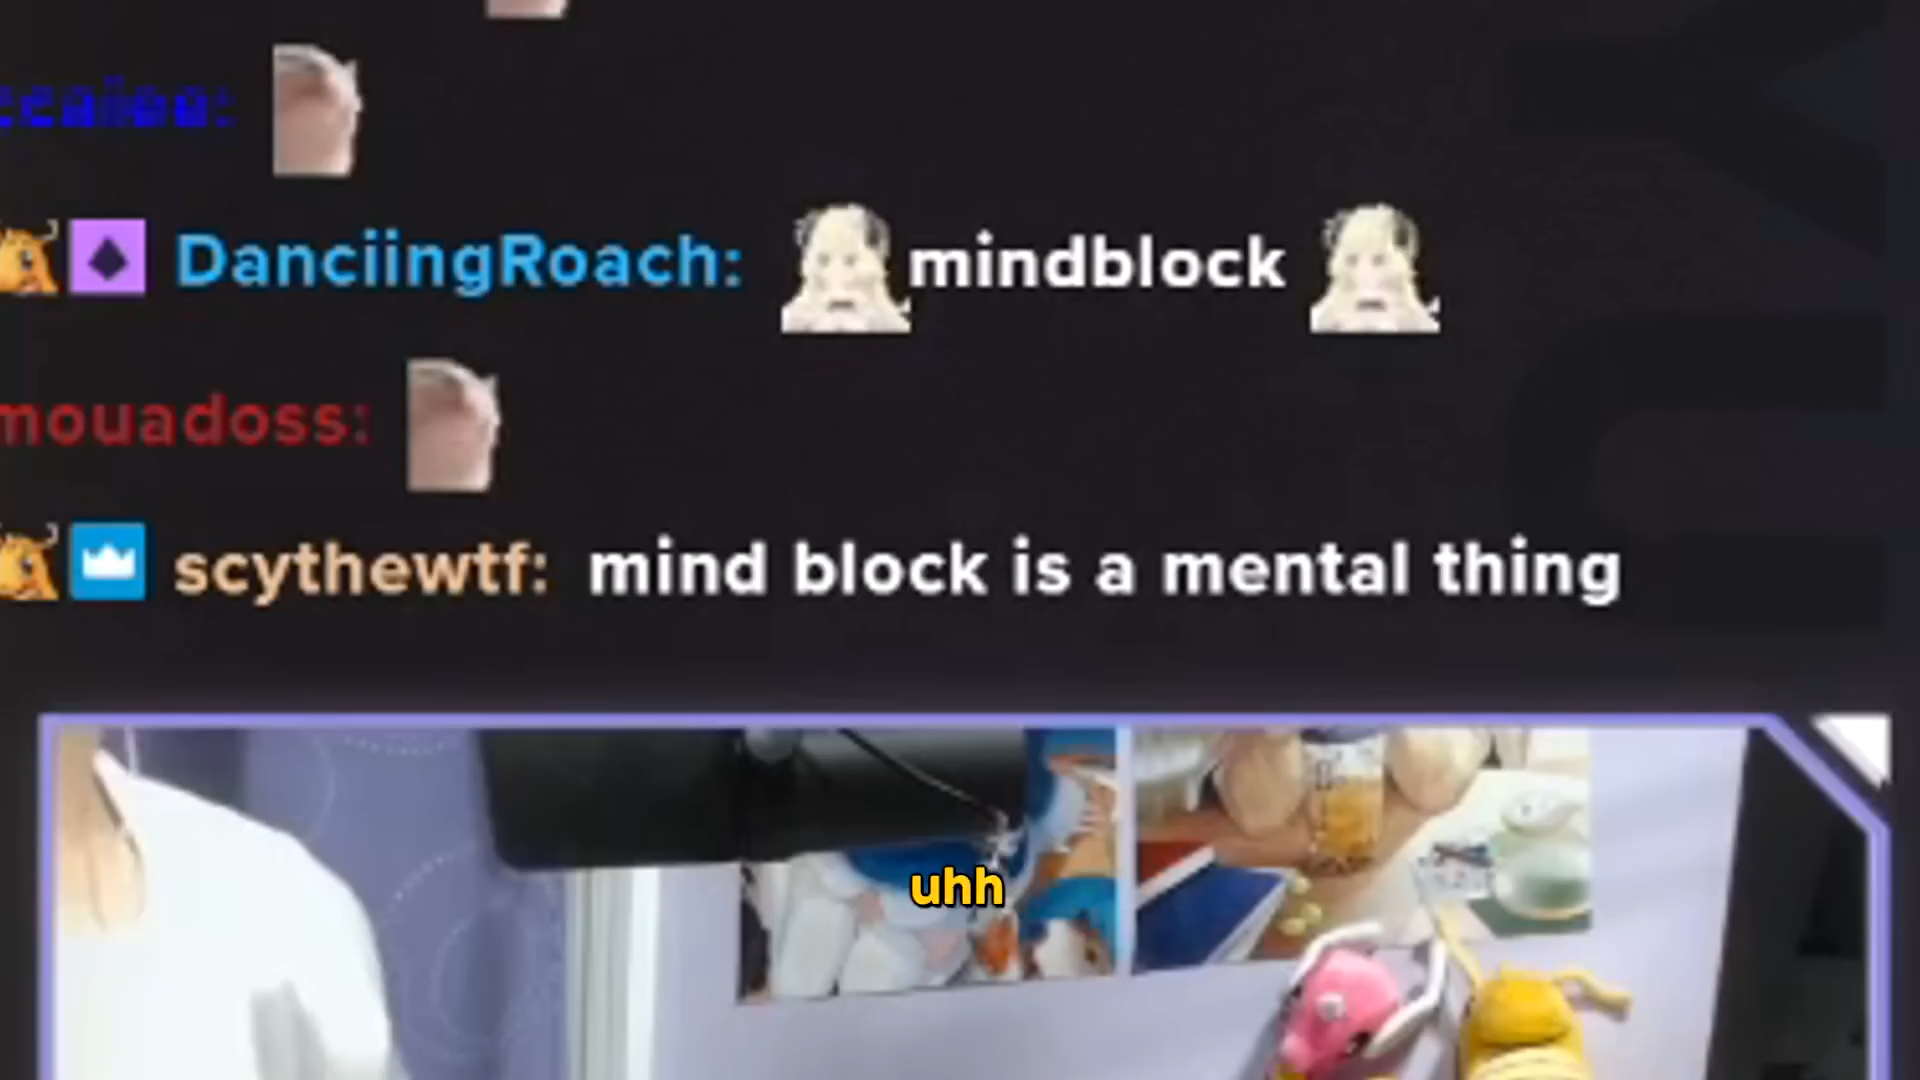 DanciingRoach: mindblock
mouadoss:
scythewtf: mind block is a mental thing
uhh